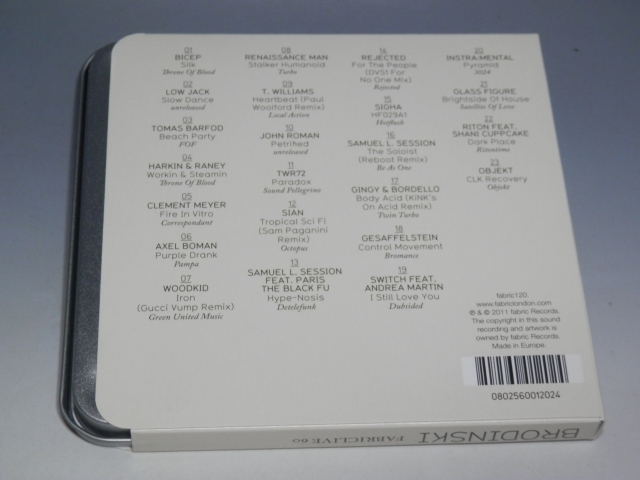 01
BICEP
Silk
Throne Of Blood
02
LOW JACK
Slow Dance
unreleased
03
TOMAS BARFOD
Beach Party
FOF
04
HARKIN & RANEY
Workin & Steamin
Throne Of Blood
05
CLEMENT MEYER
Fire In Vitro
Correspondant
06
AXEL BOMAN
Purple Drank
Pampa
07
WOODKID
Iron
(Gucci Vump Remix)
Green United Music
08
RENAISSANCE MAN
Stalker Humanoid
Turbo
09
T. WILLIAMS
Heartbeat (Paul
Woolford Remix)
Local Action
10
JOHN ROMAN
Petrified
unreleased
11
TWR72
Paradox
Sound Pellegrino
12
SIAN
Tropical Sci Fi
(Sam Paganini
Remix)
Octopus
13
SAMUEL L. SESSION
FEAT. PARIS
THE BLACK FU
Hype-Nosis
Detelefunk
14
REJECTED
For The People
(DVS1 For
No One Mix)
Rejected
15
SIGHA
HF029A1
Hotflush
16
SAMUEL L. SESSION
The Soloist
(Reboot Remix)
Be As One
17
GINGY & BORDELLO
Body Acid (KiNK's
On Acid Remix)
Twin Turbo
18
GESAFFELSTEIN
Control Movement
Bromance
19
SWITCH FEAT.
ANDREA MARTIN
I Still Love You
Dubsided
20
INSTRA:MENTAL
Pyramid
3024
21
GLASS FIGURE
Brightside Of House
Satellite Of Love
22
RITON FEAT.
SHANI CUPPCAKE
Dark Place
Ritontime
23
OBJEKT
CLK Recovery
Objekt
fabric120.
www.fabriclondon.com
℗ & © 2011 fabric Records.
The copyright in this sound
recording and artwork is
owned by fabric Records.
Made in Europe.
0802560012024
BRODINSKI FABRICLIVE 60